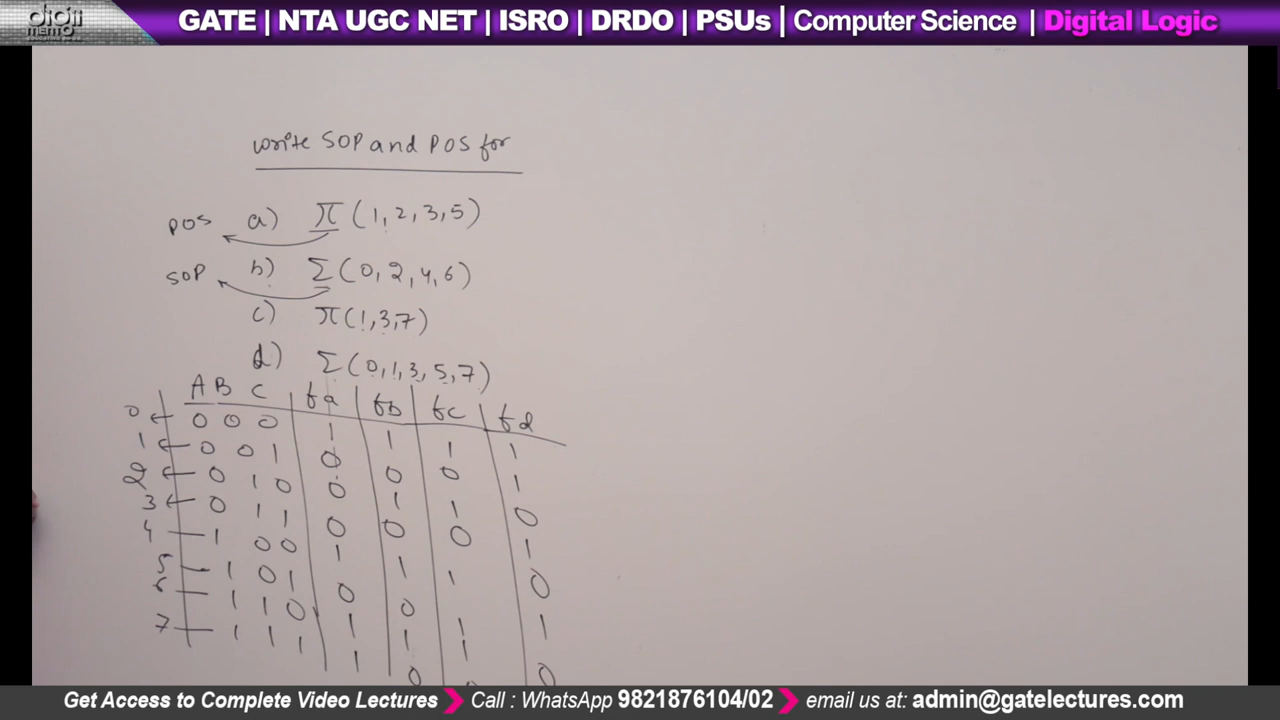 digii
mento
GATE | NTA UGC NET | ISRO | DRDO | PSUs | Computer Science | Digital Logic
write SOP and POS for
POS a) π (1,2,3,5)
SOP b) Σ (0,2,4,6)
c) π(1,3,7)
d) Σ (0,1,3,5,7)
A B C fa fb fc fd
0 0 0 0 1 1 1 1
1 0 0 1 0 0 0 1
2 0 1 0 0 1 1 0
3 0 1 1 0 0 0 1
4 1 0 0 1 1 1 0
5 1 0 1 0 0 1 1
6 1 1 0 1 1 1 0
7 1 1 1 1 0
Get Access to Complete Video Lectures Call : WhatsApp 9821876104/02 email us at: admin@gatelectures.com